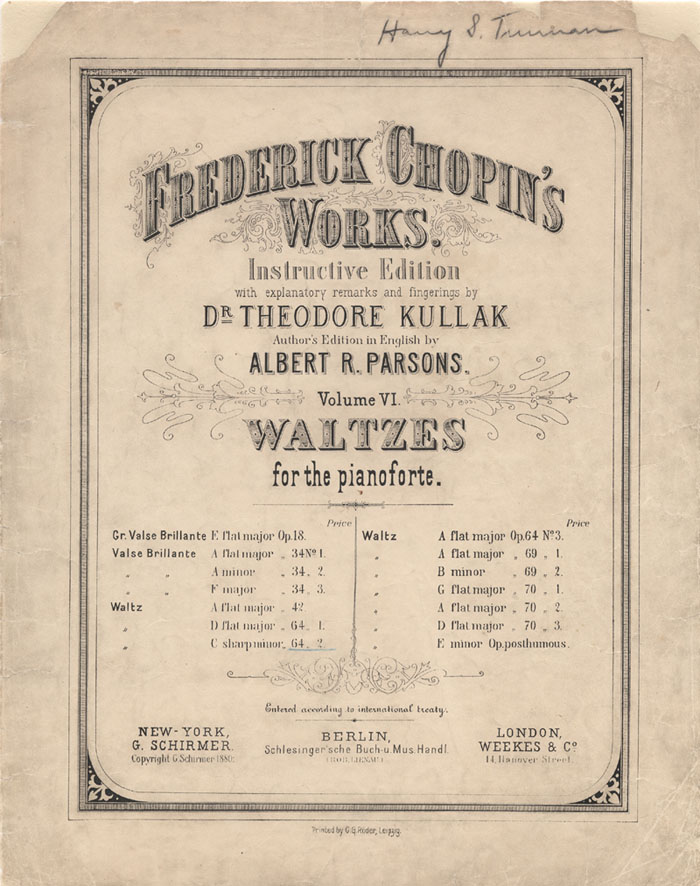 Harry S. Truman
FREDERICK CHOPIN'S
WORKS.
Instructive Edition
with explanatory remarks and fingerings by
DR THEODORE KULLAK
Author's Edition in English by
ALBERT R. PARSONS.
Volume VI.
WALTZES
for the pianoforte.
Price
Gr. Valse Brillante E flat major Op.18.
Valse Brillante A flat major „ 34 No 1.
„ „ A minor „ 34 „ 2.
„ „ F major „ 34 „ 3.
Waltz A flat major „ 42.
„ D flat major „ 64 „ 1.
„ C sharp minor „ 64 „ 2.
Price
Waltz A flat major Op.64 No 3.
„ A flat major „ 69 „ 1.
„ B minor „ 69 „ 2.
„ G flat major „ 70 „ 1.
„ A flat major „ 70 „ 2.
„ D flat major „ 70 „ 3.
„ E minor Op. posthumous.
Entered according to international treaty.
NEW-YORK,
G. SCHIRMER.
Copyright G. Schirmer 1880.
BERLIN,
Schlesinger'sche Buch- u. Mus. Handl.
(ROB. LIENAU.)
LONDON,
WEEKES & Co
14, Hanover Street.
Printed by C.G. Röder, Leipzig.